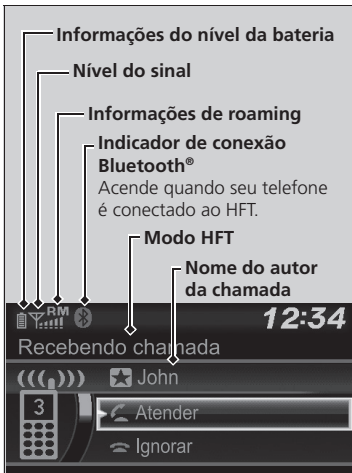 Informações do nível da bateria
Nível do sinal
Informações de roaming
Indicador de conexão
Bluetooth®
Acende quando seu telefone
é conectado ao HFT.
Modo HFT
Nome do autor
da chamada
RM
12:34
Recebendo chamada
John
3
Atender
Ignorar